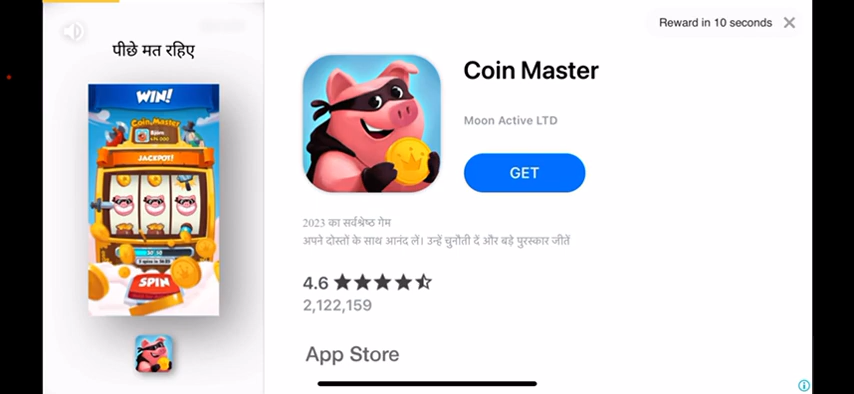 Reward in 10 seconds
पीछे मत रहिए
WIN!
Coin Master
JACKPOT!
SPIN
Coin Master
Moon Active LTD
GET
2023 का सर्वश्रेष्ठ गेम
अपने दोस्तों के साथ आनंद लें। उन्हें चुनौती दें और बड़े पुरस्कार जीतें
4.6
2,122,159
App Store